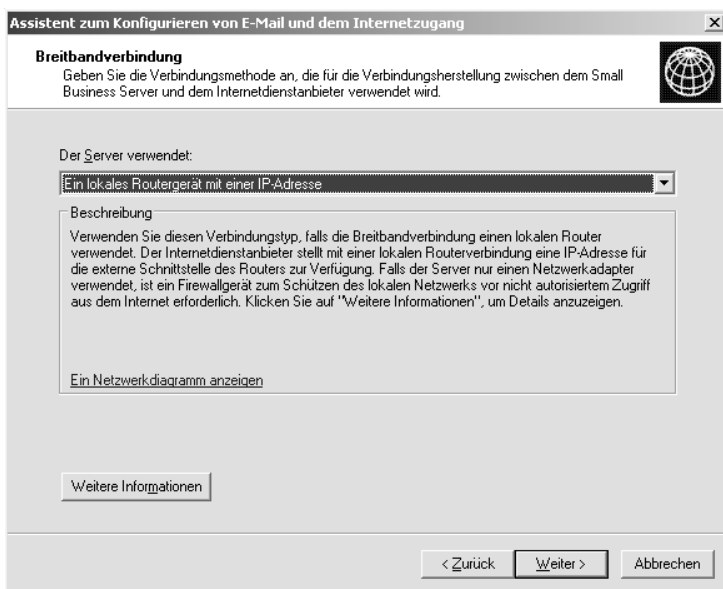 Assistent zum Konfigurieren von E-Mail und dem Internetzugang
Breitbandverbindung
Geben Sie die Verbindungsmethode an, die für die Verbindungsherstellung zwischen dem Small
Business Server und dem Internetdienstanbieter verwendet wird.
Der Server verwendet:
Ein lokales Routergerät mit einer IP-Adresse
Beschreibung
Verwenden Sie diesen Verbindungstyp, falls die Breitbandverbindung einen lokalen Router
verwendet. Der Internetdienstanbieter stellt mit einer lokalen Routerverbindung eine IP-Adresse für
die externe Schnittstelle des Routers zur Verfügung. Falls der Server nur einen Netzwerkadapter
verwendet, ist ein Firewallgerät zum Schützen des lokalen Netzwerks vor nicht autorisiertem Zugriff
aus dem Internet erforderlich. Klicken Sie auf "Weitere Informationen", um Details anzuzeigen.
Ein Netzwerkdiagramm anzeigen
Weitere Informationen
< Zurück
Weiter >
Abbrechen